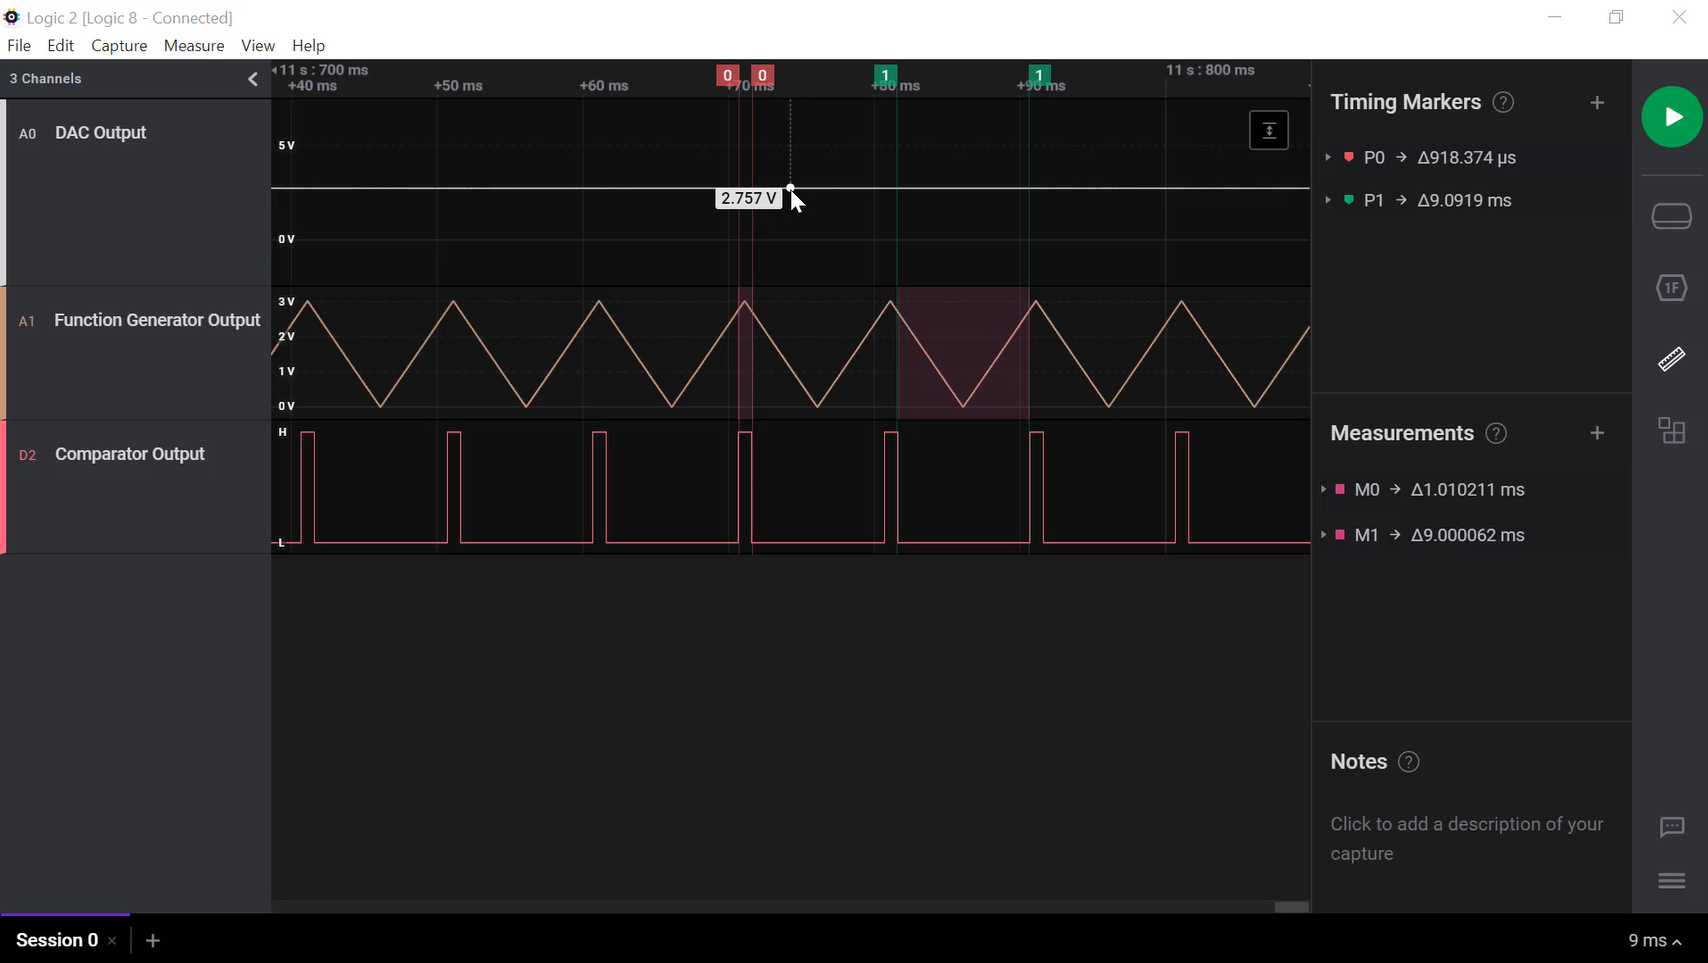 Logic 2 [Logic 8 - Connected]
File Edit Capture Measure View Help
3 Channels
11 s : 700 ms
11 s : 800 ms
+40 ms +50 ms +60 ms +70 ms +80 ms +90 ms
0 0 1 1
A0 DAC Output
5 V
2.757 V
0 V
A1 Function Generator Output
3 V
2 V
1 V
0 V
D2 Comparator Output
H
L
Timing Markers ? +
P0 → Δ918.374 µs
P1 → Δ9.0919 ms
Measurements ? +
M0 → Δ1.010211 ms
M1 → Δ9.000062 ms
Notes ?
Click to add a description of your
capture
1F
Session 0 × +
9 ms